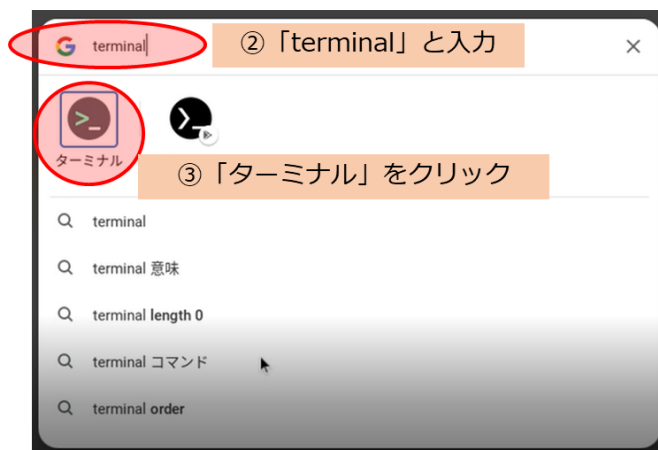 terminal
②「terminal」と入力
ターミナル
③「ターミナル」をクリック
terminal
terminal 意味
terminal length 0
terminal コマンド
terminal order